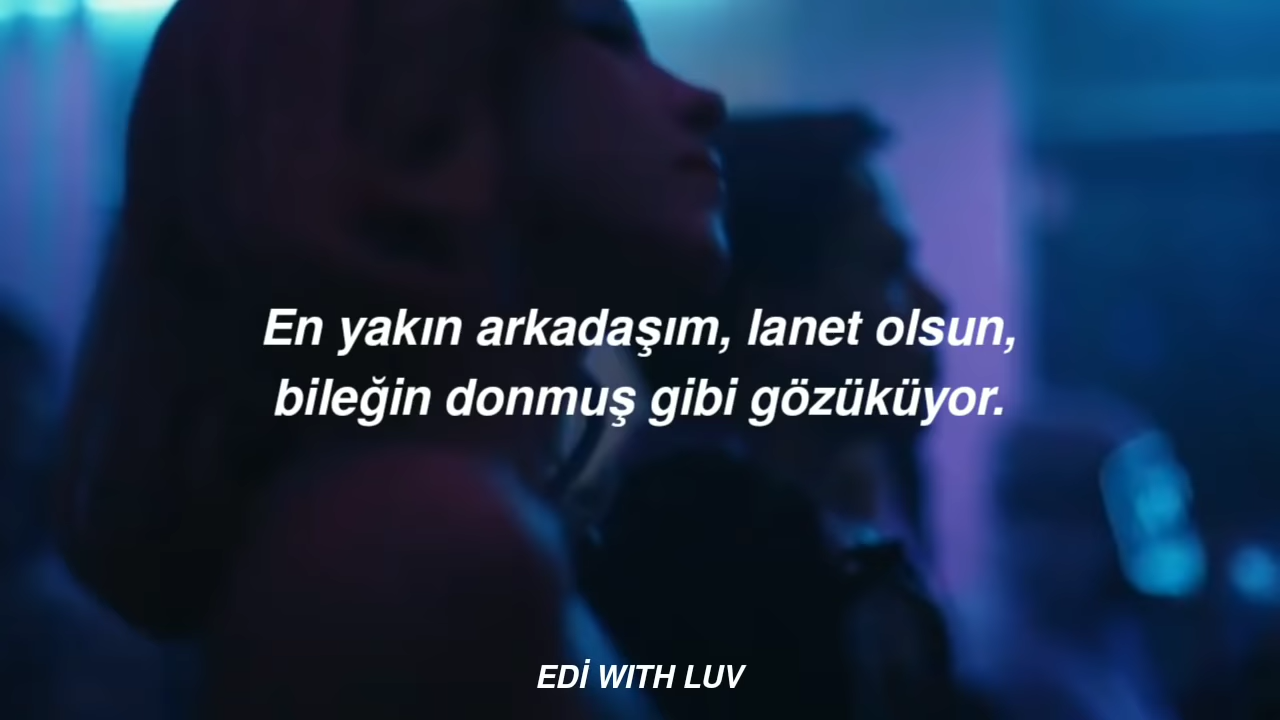 En yakın arkadaşım, lanet olsun,
bileğin donmuş gibi gözüküyor.
EDİ WITH LUV